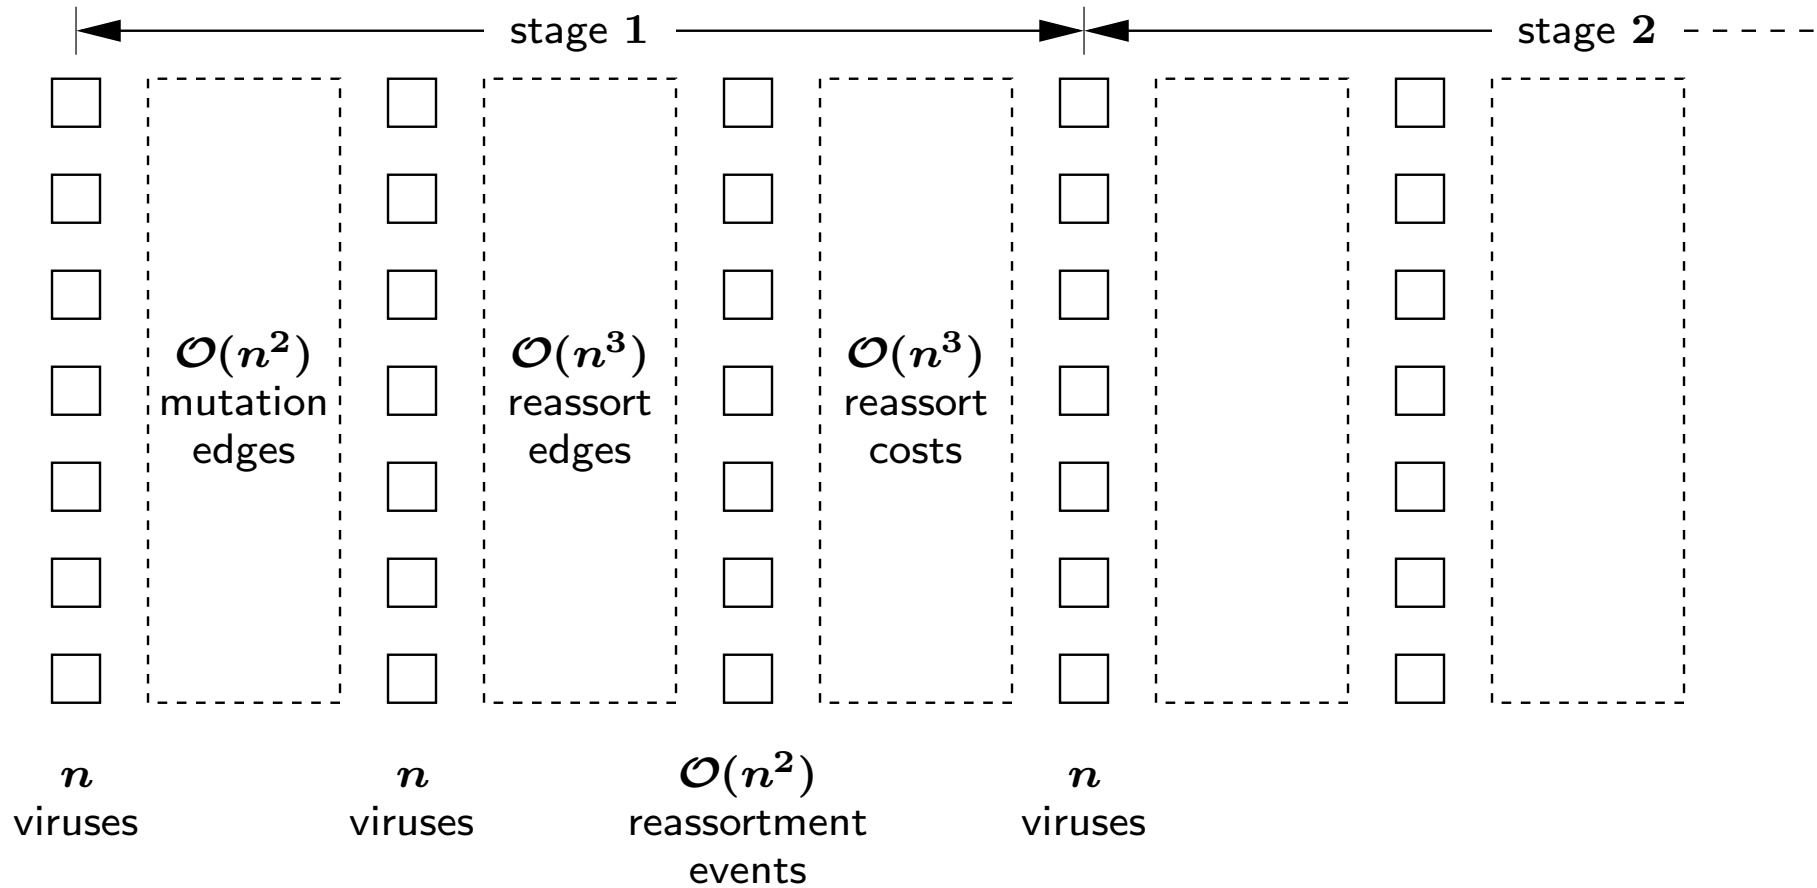 stage 1
stage 2
𝒪(n²)
mutation
edges
𝒪(n³)
reassort
edges
𝒪(n³)
reassort
costs
n
viruses
n
viruses
𝒪(n²)
reassortment
events
n
viruses